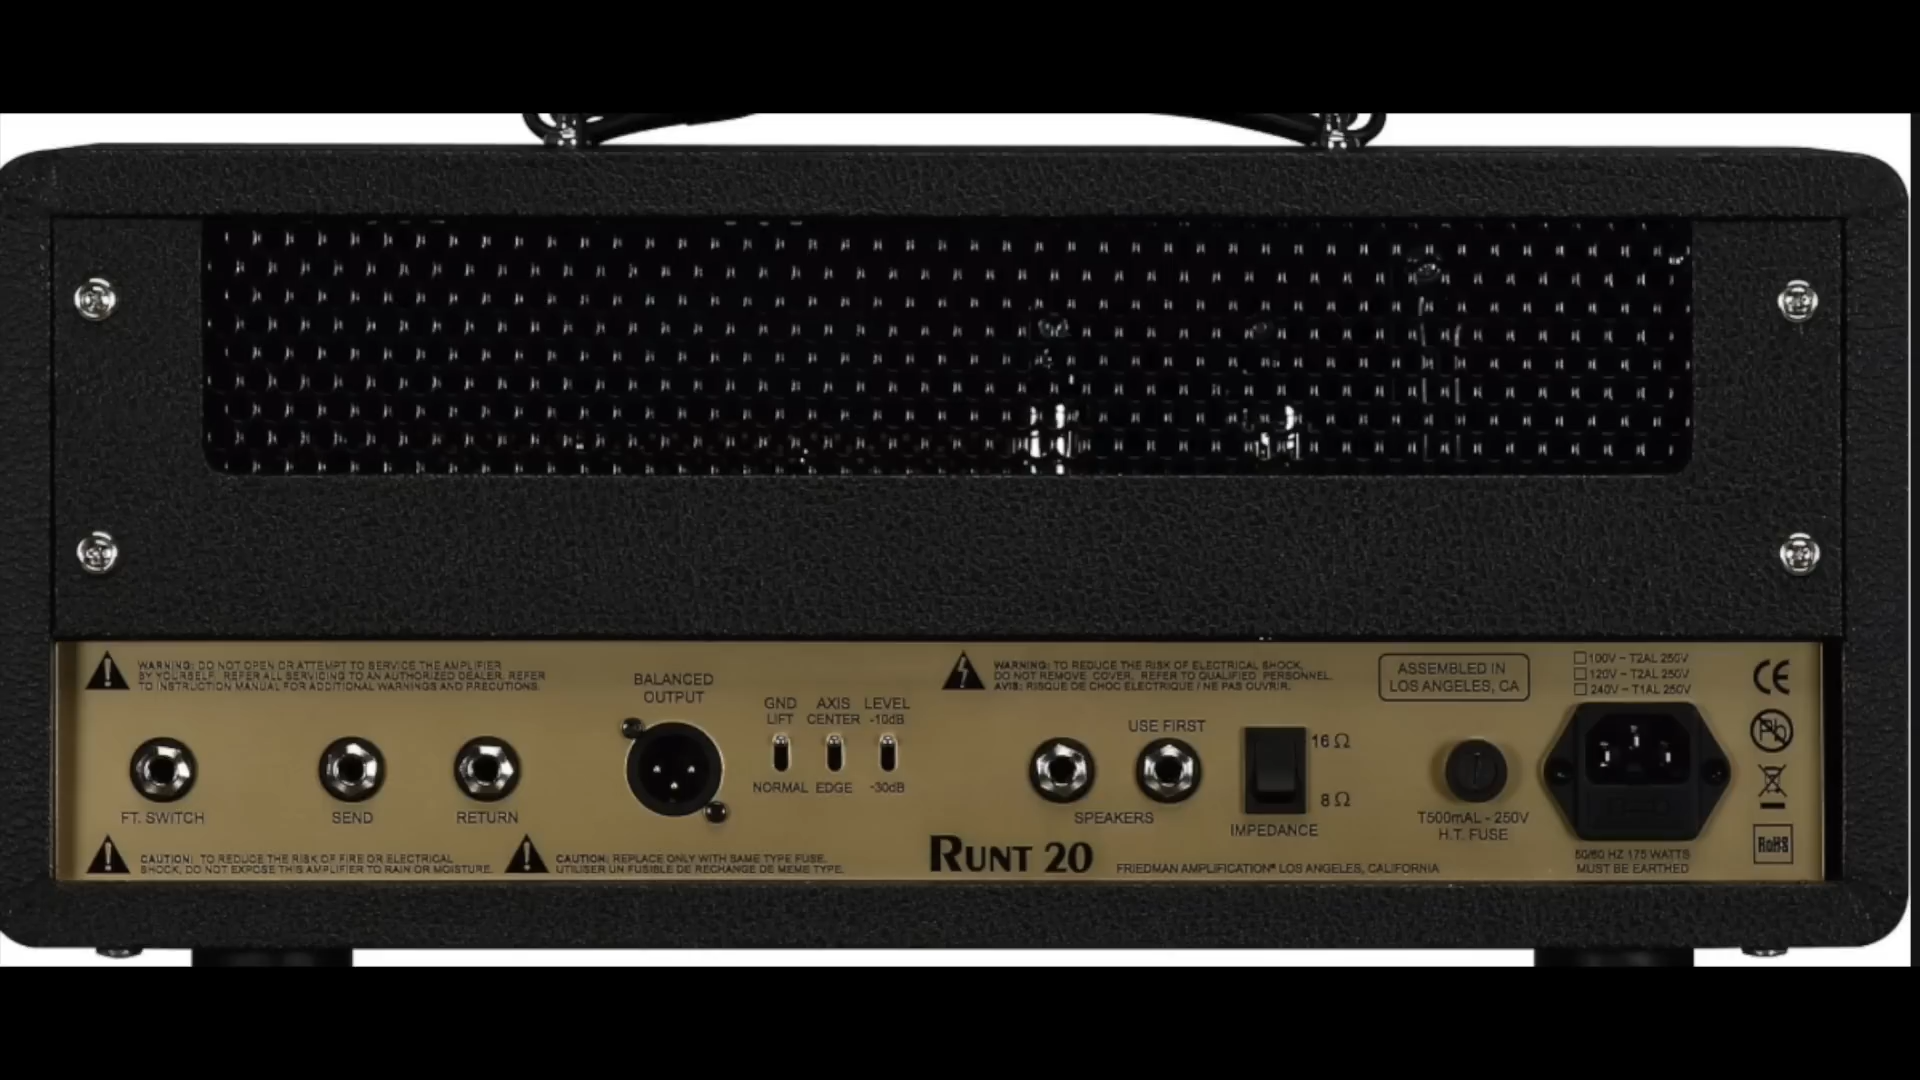 WARNING: DO NOT OPEN OR ATTEMPT TO SERVICE THE AMPLIFIER
BY YOURSELF. REFER ALL SERVICING TO AN AUTHORIZED DEALER. REFER
TO INSTRUCTION MANUAL FOR ADDITIONAL WARNINGS AND PRECUTIONS.
BALANCED
OUTPUT
GND AXIS LEVEL
LIFT CENTER -10dB
NORMAL EDGE -30dB
WARNING: TO REDUCE THE RISK OF ELECTRICAL SHOCK,
DO NOT REMOVE COVER. REFER TO QUALIFIED PERSONNEL.
AVIS: RISQUE DE CHOC ELECTRIQUE / NE PAS OUVRIR.
ASSEMBLED IN
LOS ANGELES, CA
100V - T2AL 250V
120V - T2AL 250V
240V - T1AL 250V
CE
Pb
RoHS
USE FIRST
16 Ω
8 Ω
FT. SWITCH
SEND
RETURN
SPEAKERS
IMPEDANCE
T500mAL - 250V
H.T. FUSE
50/60 HZ 175 WATTS
MUST BE EARTHED
CAUTION: TO REDUCE THE RISK OF FIRE OR ELECTRICAL
SHOCK, DO NOT EXPOSE THIS AMPLIFIER TO RAIN OR MOISTURE.
CAUTION: REPLACE ONLY WITH SAME TYPE FUSE.
UTILISER UN FUSIBLE DE RECHANGE DE MEME TYPE.
RUNT 20
FRIEDMAN AMPLIFICATION® LOS ANGELES, CALIFORNIA